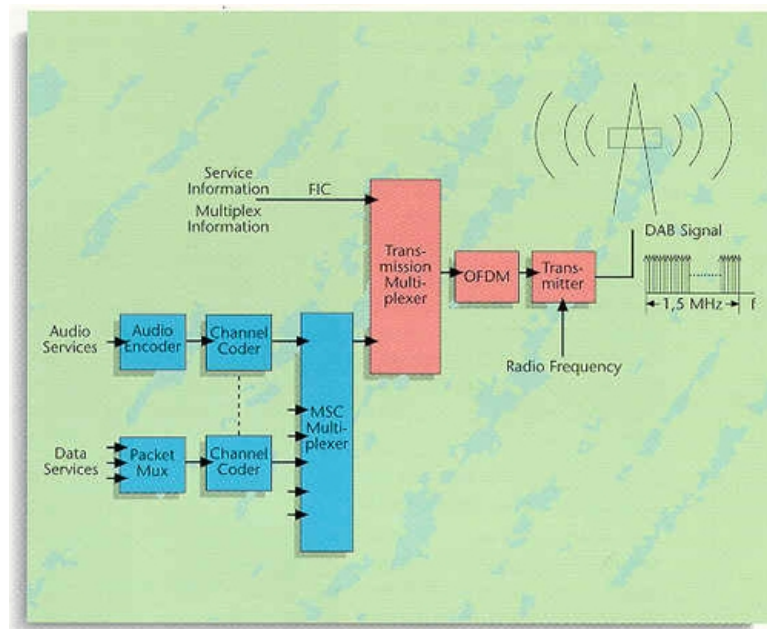 Service
Information
FIC
Multiplex
Information
Trans-
mission
Multi-
plexer
OFDM
Trans-
mitter
DAB Signal
1,5 MHz
f
Radio Frequency
Audio
Services
Audio
Encoder
Channel
Coder
MSC
Multi-
plexer
Data
Services
Packet
Mux
Channel
Coder